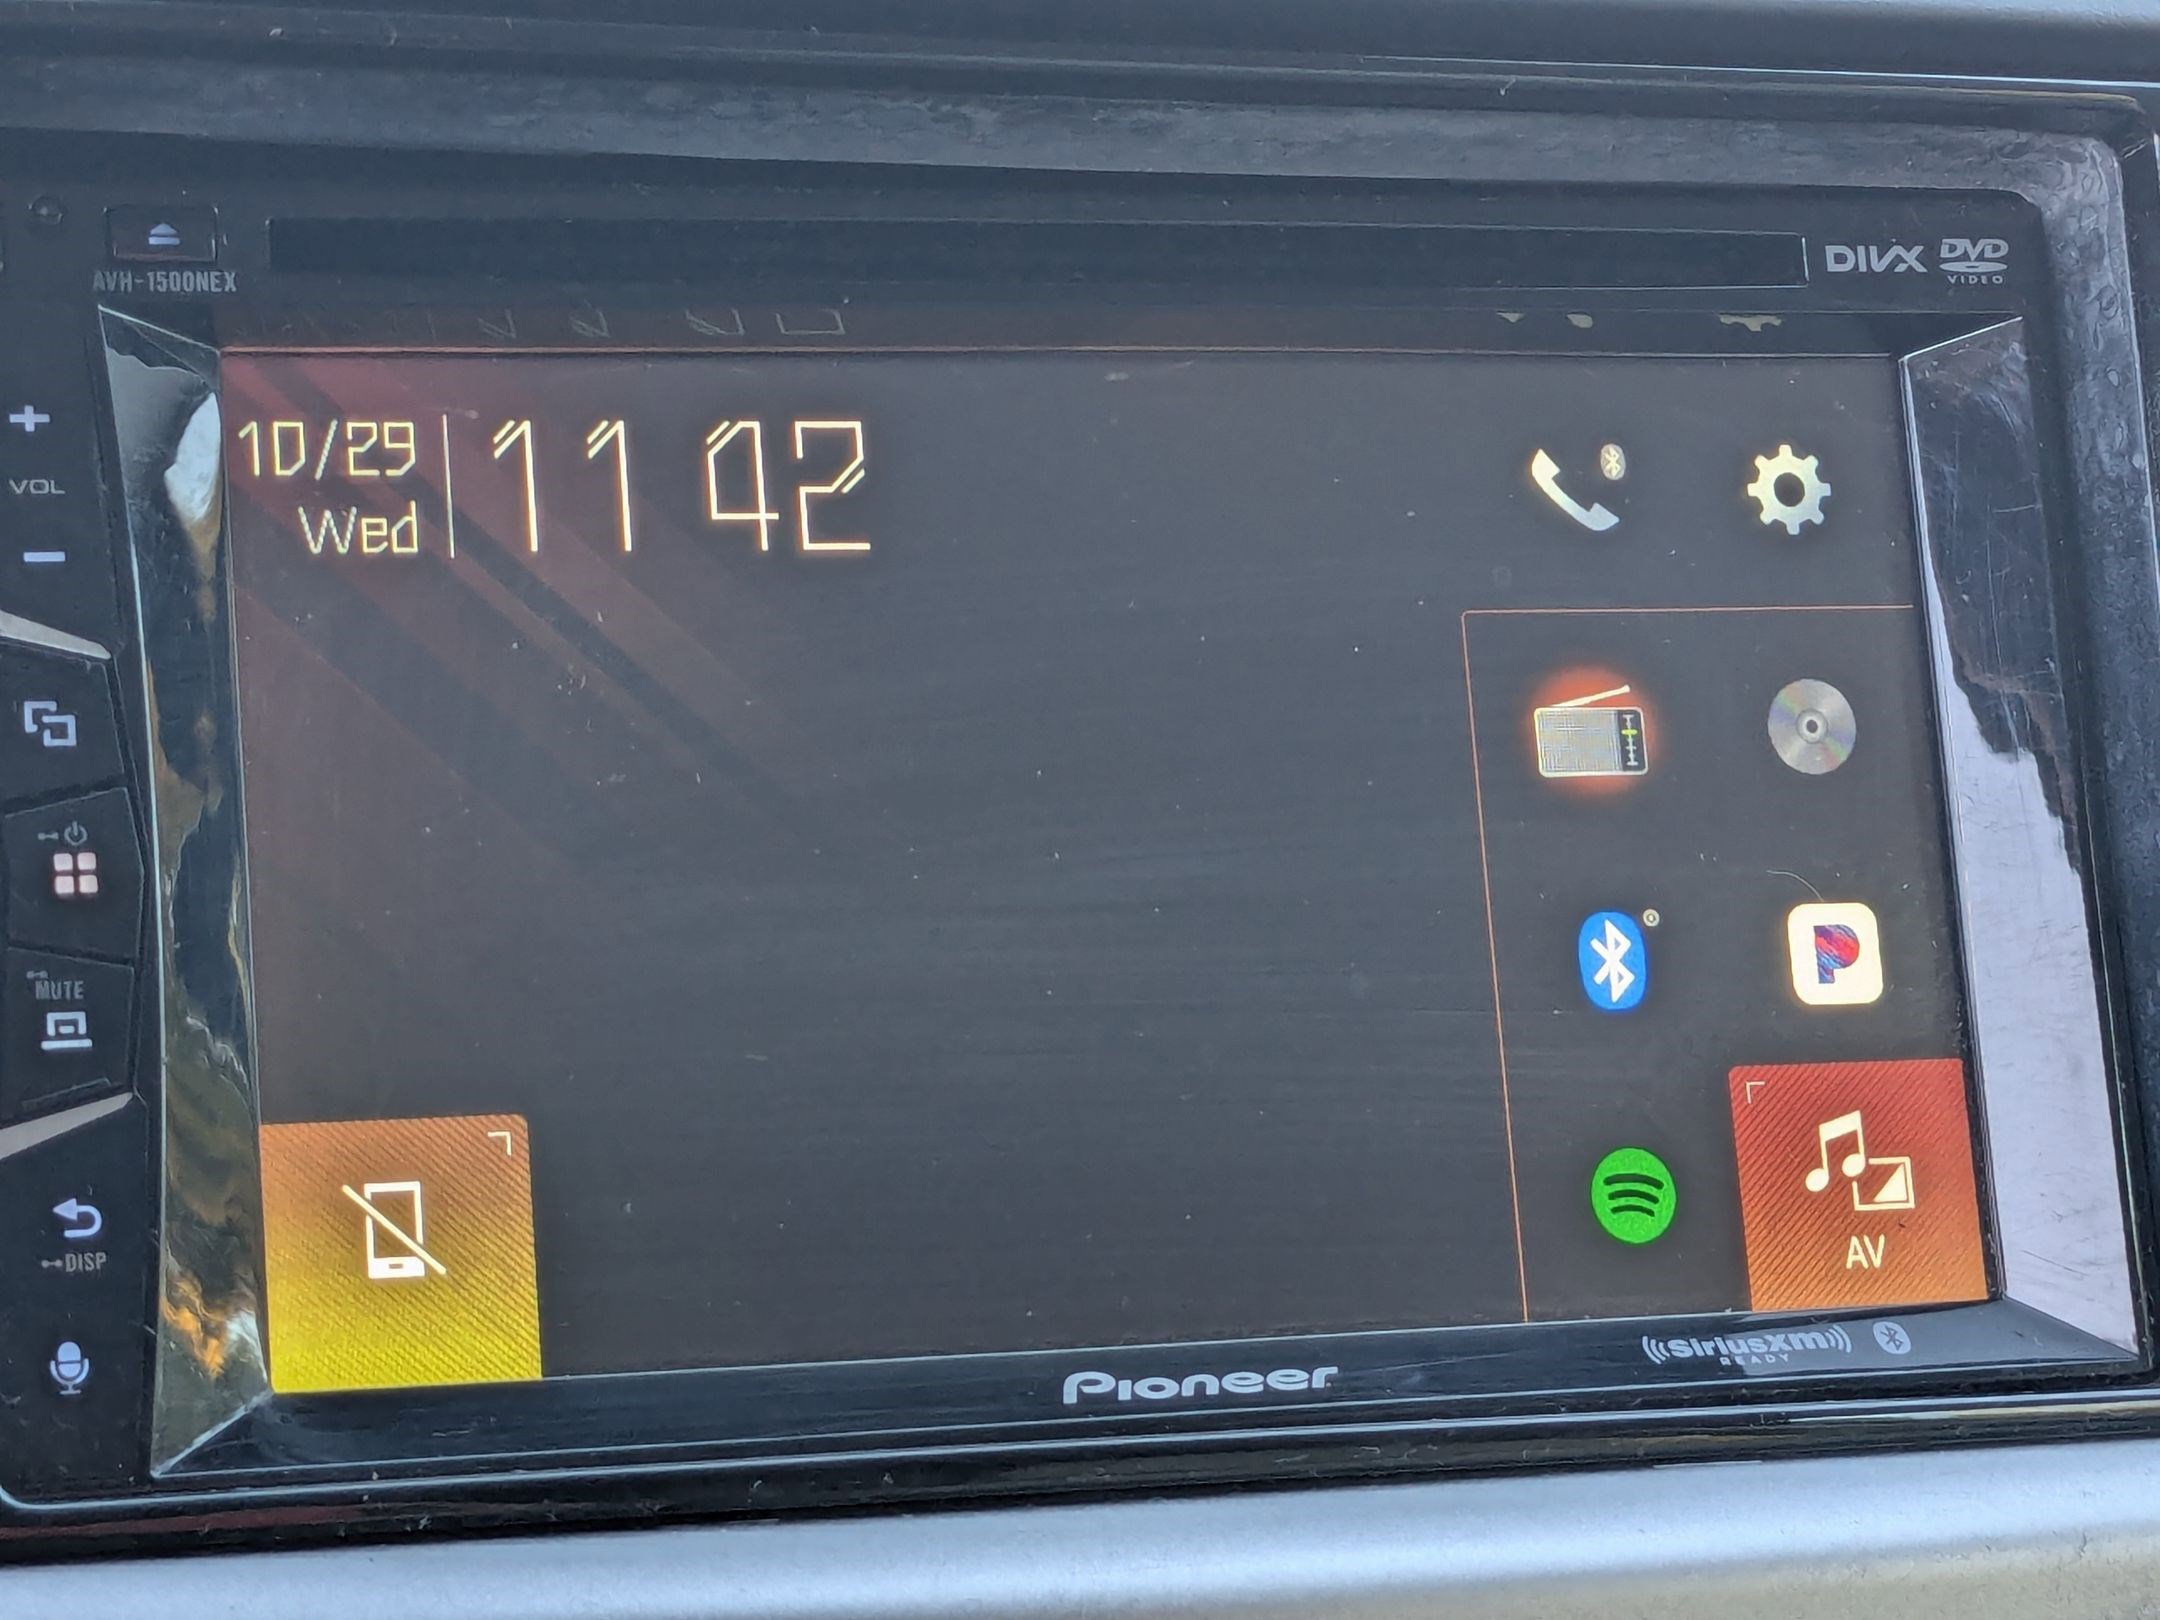 AVH-1500NEX
DIVX DVD
VIDEO
VOL
10/29
Wed
11 42
MUTE
DISP
P
AV
Pioneer
((SiriusXM))
READY